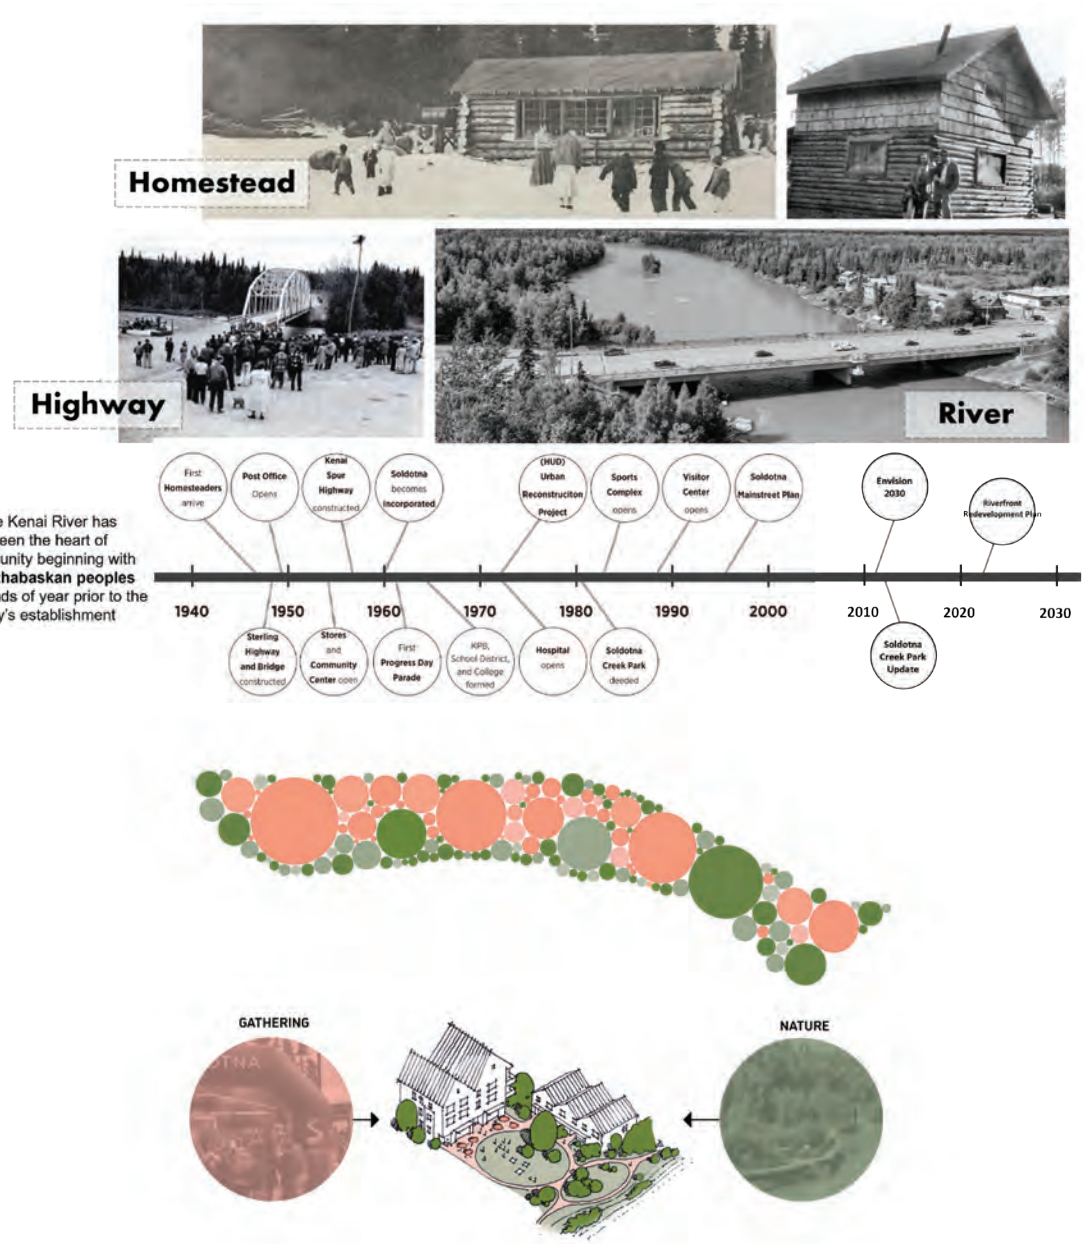 Homestead
Highway
River
First
Homesteaders
arrive
Post Office
Opens
Kenai
Spur
Highway
constructed
Soldotna
becomes
Incorporated
(HUD)
Urban
Reconstruciton
Project
Sports
Complex
opens
Visitor
Center
opens
Soldotna
Mainstreet Plan
Envision
2030
Riverfront
Redevelopment Plan
e Kenai River has
een the heart of
unity beginning with
thabaskan peoples
nds of year prior to the
y's establishment
1940 1950 1960 1970 1980 1990 2000 2010 2020 2030
Sterling
Highway
and Bridge
constructed
Stores
and
Community
Center open
First
Progress Day
Parade
KPB,
School District,
and College
formed
Hospital
opens
Soldotna
Creek Park
deeded
Soldotna
Creek Park
Update
GATHERING
NATURE
OTNA